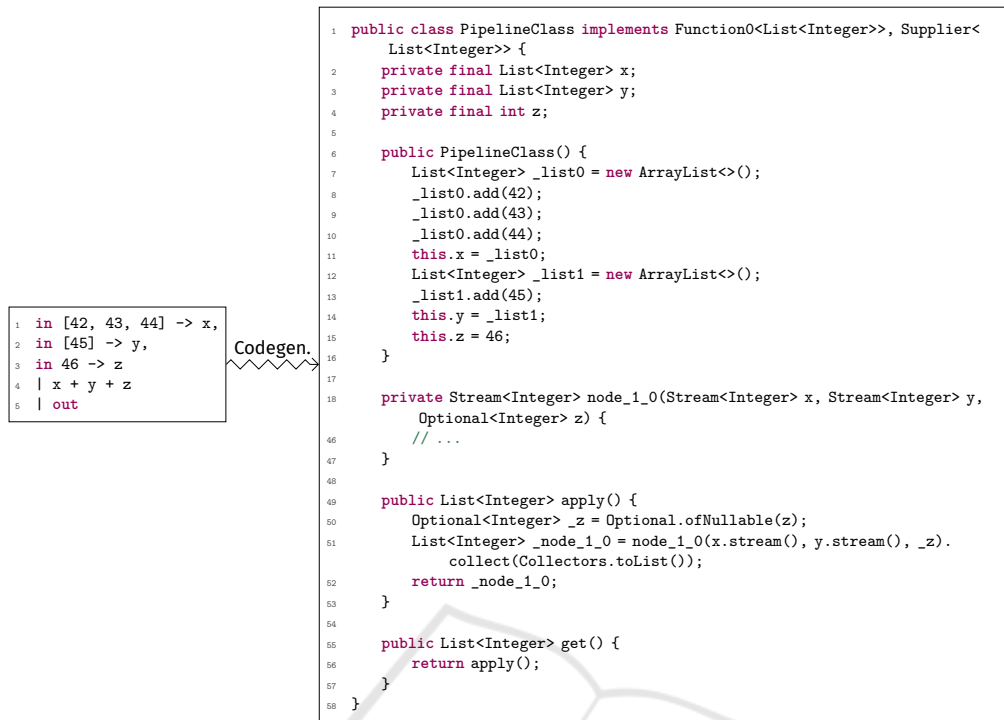 1 in [42, 43, 44] -> x,
2 in [45] -> y,
3 in 46 -> z
4 | x + y + z
5 | out
Codegen.
1 public class PipelineClass implements Function0<List<Integer>>, Supplier<
List<Integer>> {
2 private final List<Integer> x;
3 private final List<Integer> y;
4 private final int z;
5
6 public PipelineClass() {
7 List<Integer> _list0 = new ArrayList<>();
8 _list0.add(42);
9 _list0.add(43);
10 _list0.add(44);
11 this.x = _list0;
12 List<Integer> _list1 = new ArrayList<>();
13 _list1.add(45);
14 this.y = _list1;
15 this.z = 46;
16 }
17
18 private Stream<Integer> node_1_0(Stream<Integer> x, Stream<Integer> y,
Optional<Integer> z) {
46 // ...
47 }
48
49 public List<Integer> apply() {
50 Optional<Integer> _z = Optional.ofNullable(z);
51 List<Integer> _node_1_0 = node_1_0(x.stream(), y.stream(), _z).
collect(Collectors.toList());
52 return _node_1_0;
53 }
54
55 public List<Integer> get() {
56 return apply();
57 }
58 }